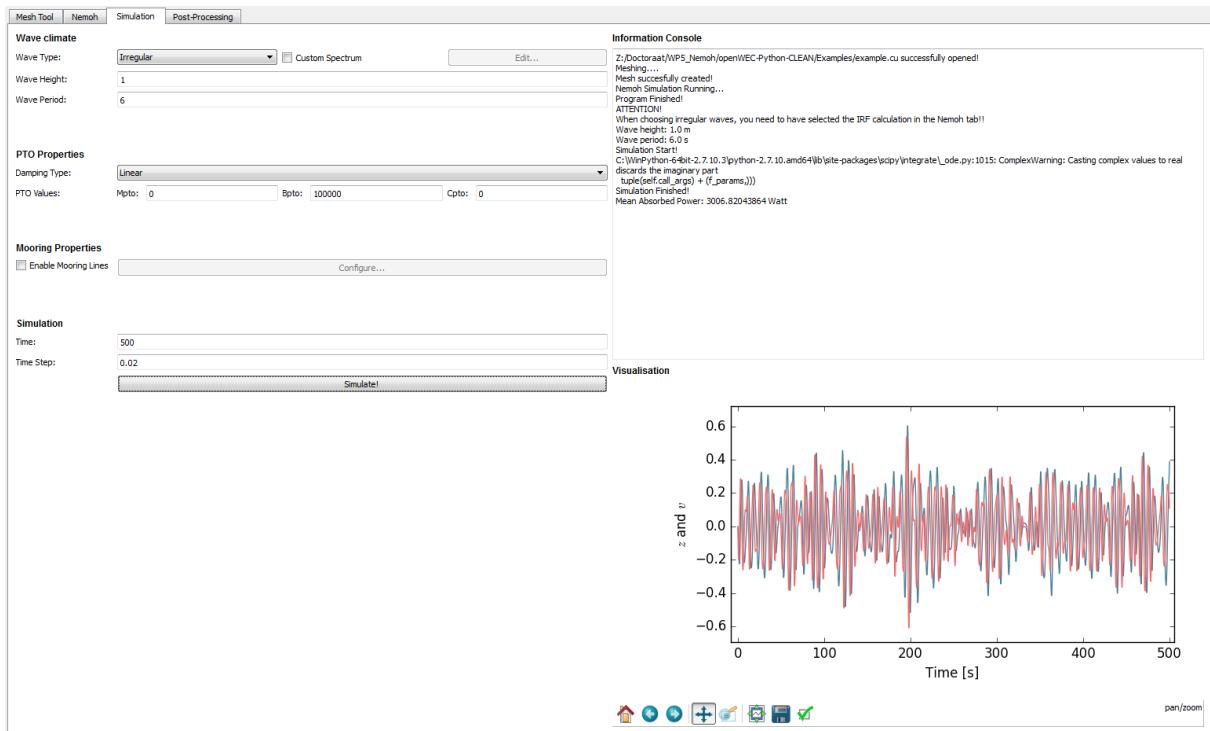 Mesh Tool Nemoh Simulation Post-Processing
Wave climate
Wave Type: Irregular Custom Spectrum Edit...
Wave Height: 1
Wave Period: 6
PTO Properties
Damping Type: Linear
PTO Values: Mpto: 0 Bpto: 100000 Cpto: 0
Mooring Properties
Enable Mooring Lines Configure...
Simulation
Time: 500
Time Step: 0.02
Simulate!
Information Console
Z:/Doctoraat/WP5_Nemoh/openWEC-Python-CLEAN/Examples/example.cu successfully opened!
Meshing....
Mesh succesfully created!
Nemoh Simulation Running...
Program Finished!
ATTENTION!
When choosing irregular waves, you need to have selected the IRF calculation in the Nemoh tab!!
Wave height: 1.0 m
Wave period: 6.0 s
Simulation Start!
C:\WinPython-64bit-2.7.10.3\python-2.7.10.amd64\lib\site-packages\scipy\integrate\_ode.py:1015: ComplexWarning: Casting complex values to real
discards the imaginary part
tuple(self.call_args) + (f_params,)))
Simulation Finished!
Mean Absorbed Power: 3006.82043864 Watt
Visualisation
z and v
0.6
0.4
0.2
0.0
−0.2
−0.4
−0.6
0 100 200 300 400 500
Time [s]
pan/zoom